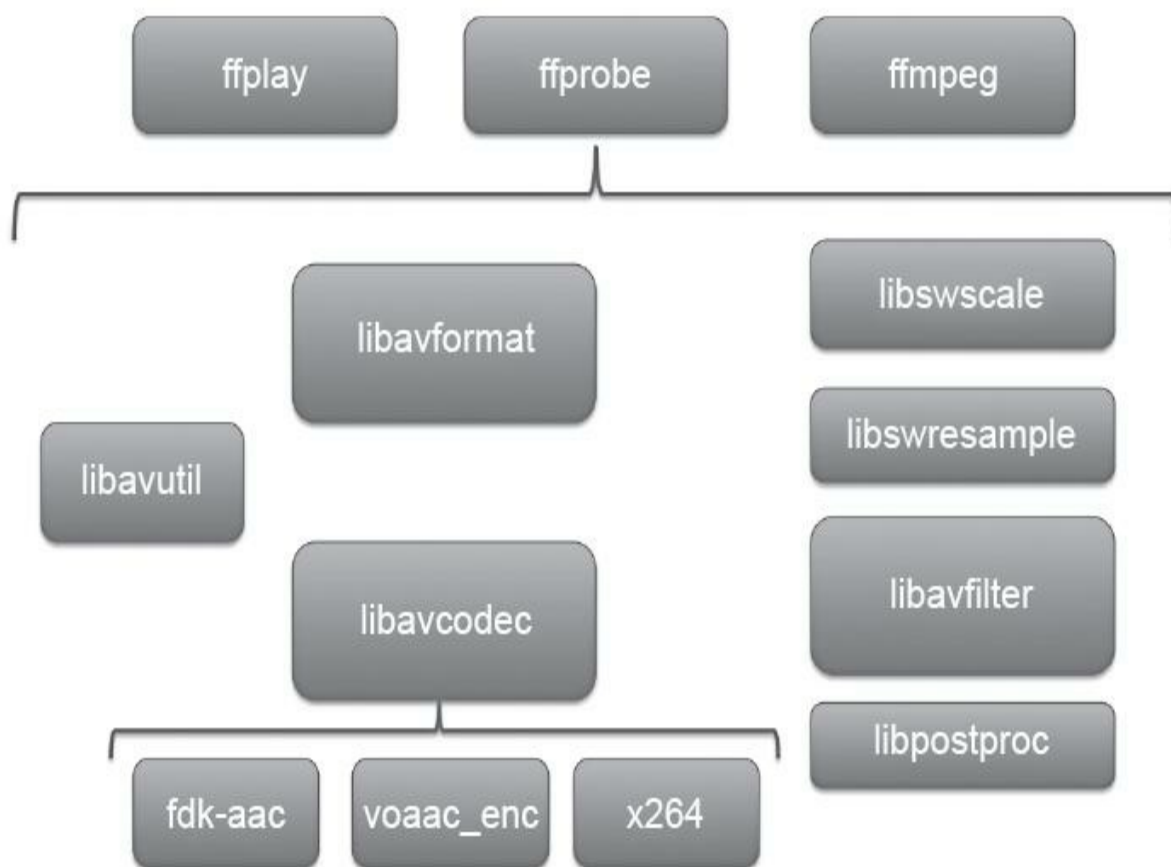 ffplay
ffprobe
ffmpeg
libavformat
libswscale
libswresample
libavutil
libavcodec
libavfilter
libpostproc
fdk-aac
voaac_enc
x264